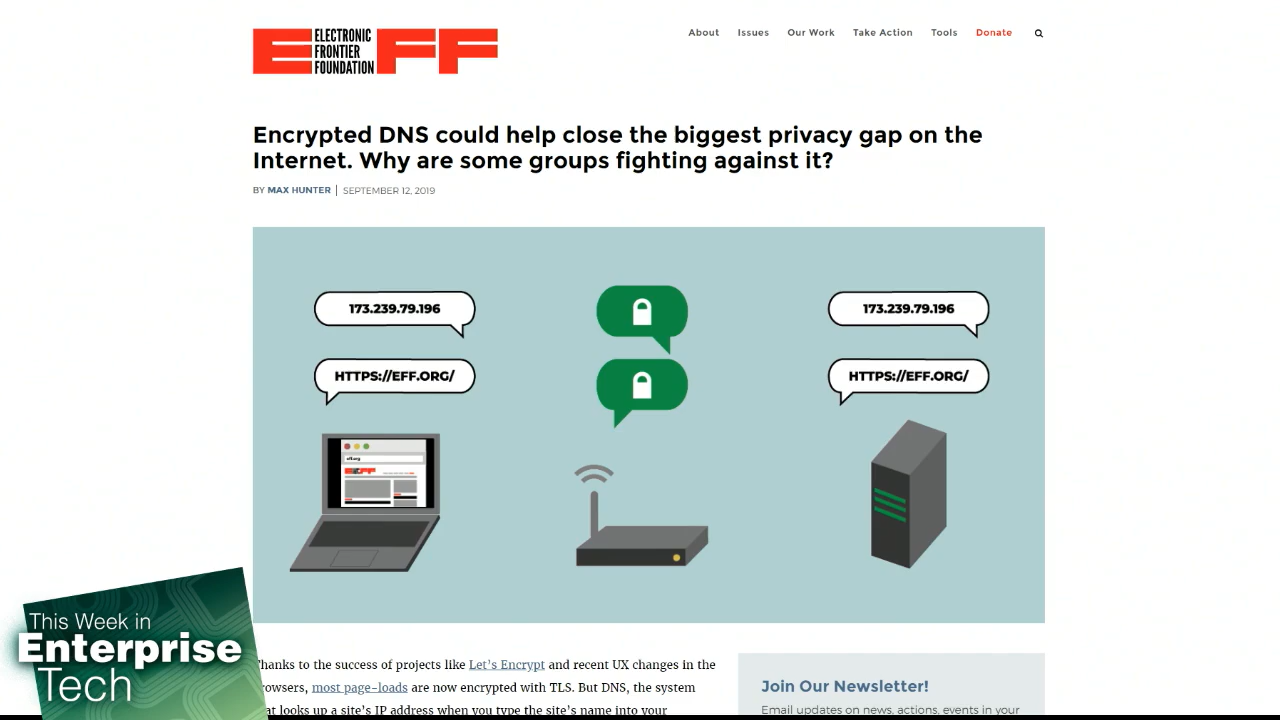 ELECTRONIC
FRONTIER
FOUNDATION
EFF
About Issues Our Work Take Action Tools Donate
Encrypted DNS could help close the biggest privacy gap on the
Internet. Why are some groups fighting against it?
BY MAX HUNTER | SEPTEMBER 12, 2019
173.239.79.196
173.239.79.196
HTTPS://EFF.ORG/
HTTPS://EFF.ORG/
eff.org
EFF
Thanks to the success of projects like Let's Encrypt and recent UX changes in the
browsers, most page-loads are now encrypted with TLS. But DNS, the system
that looks up a site's IP address when you type the site's name into your
Join Our Newsletter!
Email updates on news, actions, events in your
This Week in
Enterprise
Tech